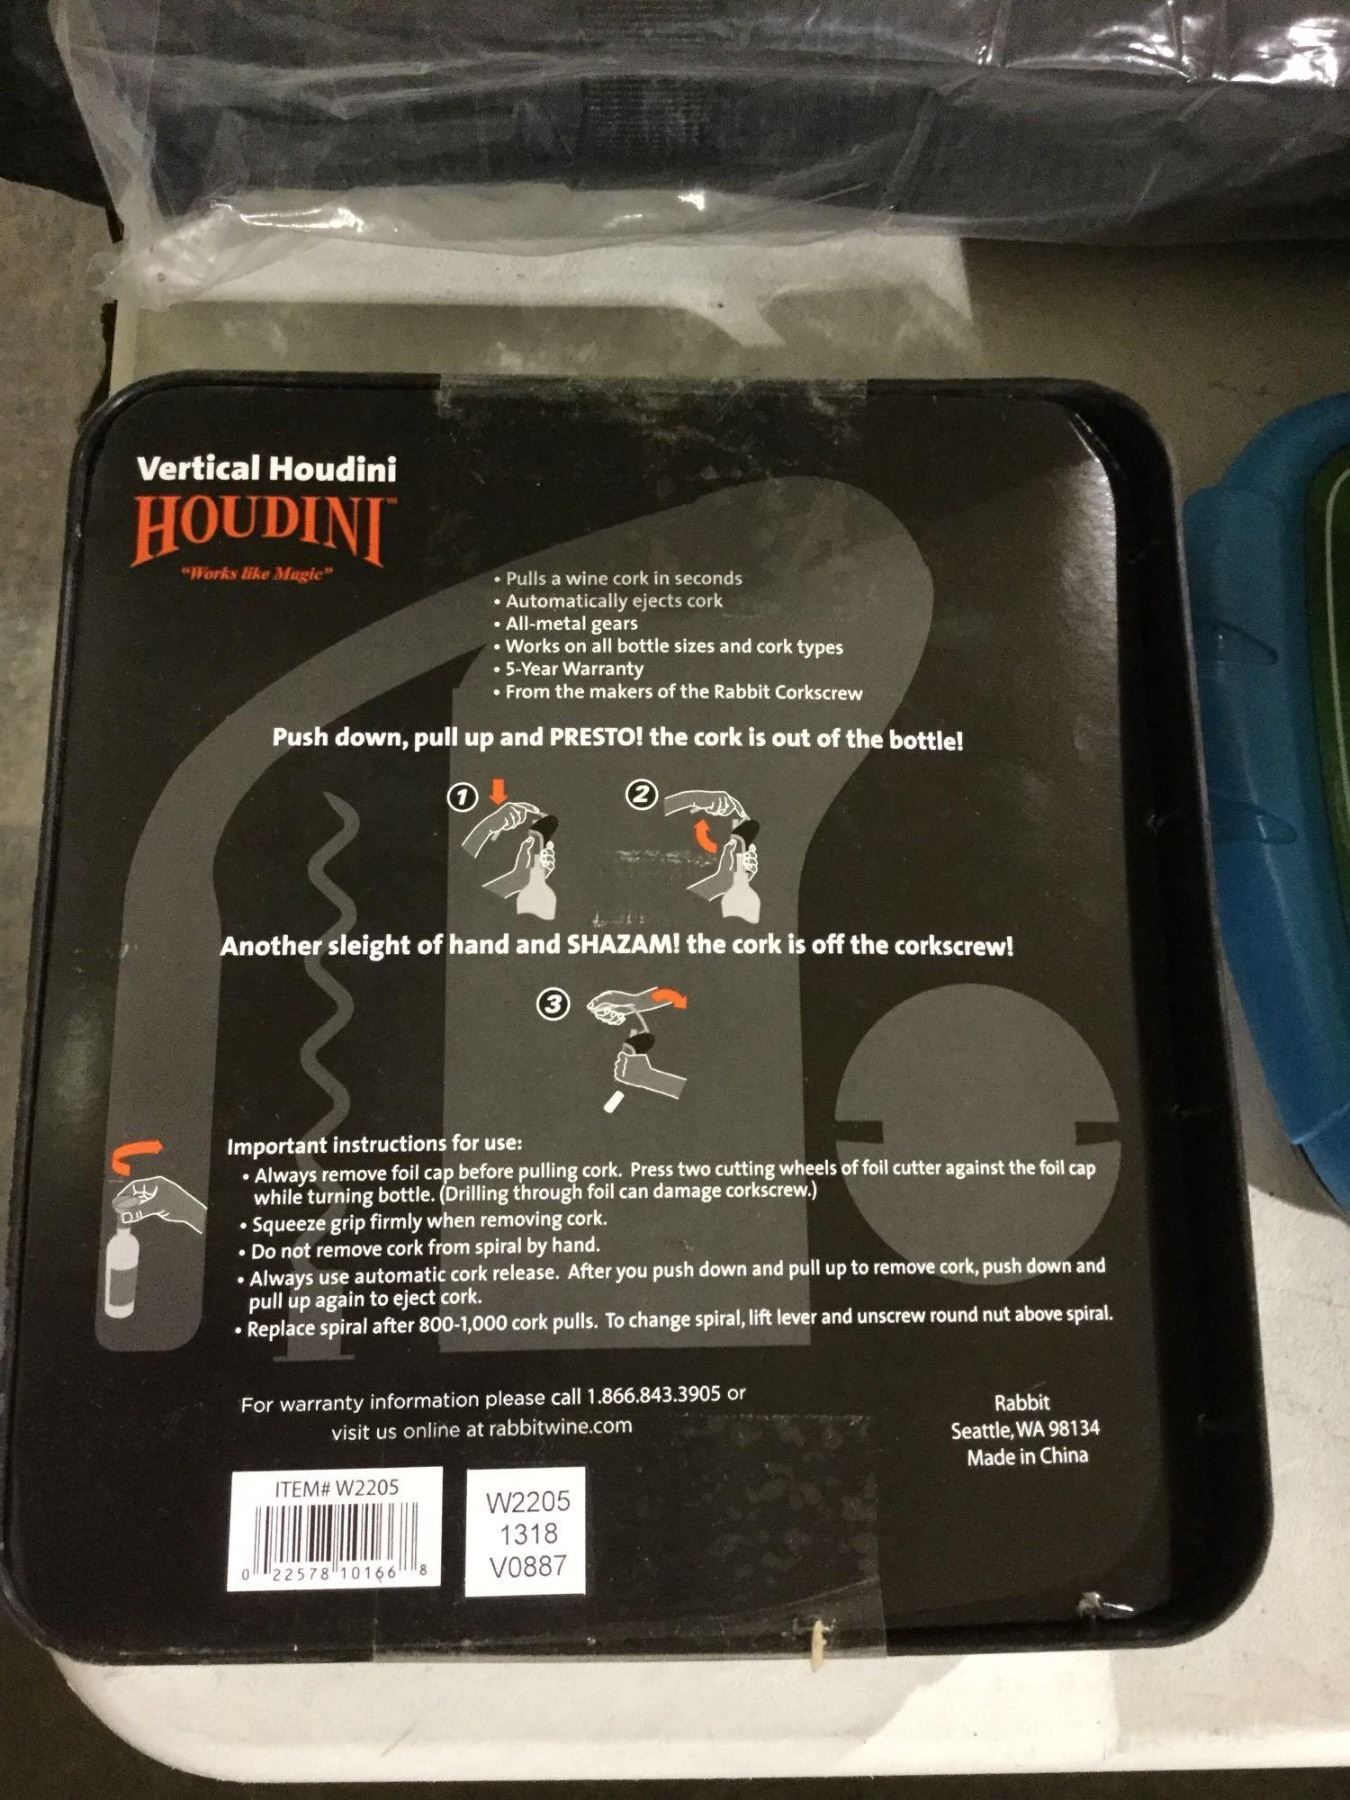 Vertical Houdini
HOUDINI™
"Works like Magic"
• Pulls a wine cork in seconds
• Automatically ejects cork
• All-metal gears
• Works on all bottle sizes and cork types
• 5-Year Warranty
• From the makers of the Rabbit Corkscrew
Push down, pull up and PRESTO! the cork is out of the bottle!
1
2
Another sleight of hand and SHAZAM! the cork is off the corkscrew!
3
Important instructions for use:
• Always remove foil cap before pulling cork. Press two cutting wheels of foil cutter against the foil cap
while turning bottle. (Drilling through foil can damage corkscrew.)
• Squeeze grip firmly when removing cork.
• Do not remove cork from spiral by hand.
• Always use automatic cork release. After you push down and pull up to remove cork, push down and
pull up again to eject cork.
• Replace spiral after 800-1,000 cork pulls. To change spiral, lift lever and unscrew round nut above spiral.
For warranty information please call 1.866.843.3905 or
visit us online at rabbitwine.com
Rabbit
Seattle, WA 98134
Made in China
ITEM# W2205
0 22578 10166 8
W2205
1318
V0887